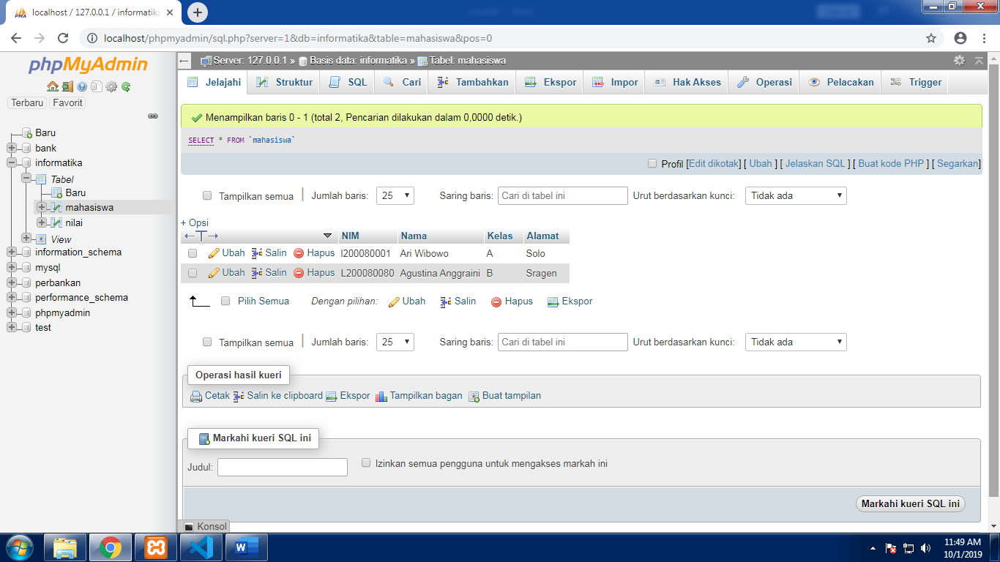 localhost / 127.0.0.1 / informatika
localhost/phpmyadmin/sql.php?server=1&db=informatika&table=mahasiswa&pos=0
phpMyAdmin
Terbaru Favorit
Baru
bank
informatika
Tabel
Baru
mahasiswa
nilai
View
information_schema
mysql
perbankan
performance_schema
phpmyadmin
test
Server: 127.0.0.1 » Basis data: informatika » Tabel: mahasiswa
Jelajahi Struktur SQL Cari Tambahkan Ekspor Impor Hak Akses Operasi Pelacakan Trigger
Menampilkan baris 0 - 1 (total 2, Pencarian dilakukan dalam 0,0000 detik.)
SELECT * FROM `mahasiswa`
Profil [Edit dikotak] [ Ubah ] [ Jelaskan SQL ] [ Buat kode PHP ] [ Segarkan]
Tampilkan semua | Jumlah baris: 25 Saring baris: Cari di tabel ini Urut berdasarkan kunci: Tidak ada
+ Opsi
←T→ NIM Nama Kelas Alamat
Ubah Salin Hapus l200080001 Ari Wibowo A Solo
Ubah Salin Hapus L200080080 Agustina Anggraini B Sragen
Pilih Semua Dengan pilihan: Ubah Salin Hapus Ekspor
Tampilkan semua | Jumlah baris: 25 Saring baris: Cari di tabel ini Urut berdasarkan kunci: Tidak ada
Operasi hasil kueri
Cetak Salin ke clipboard Ekspor Tampilkan bagan Buat tampilan
Markahi kueri SQL ini
Judul: Izinkan semua pengguna untuk mengakses markah ini
Markahi kueri SQL ini
Konsol
11:49 AM
10/1/2019